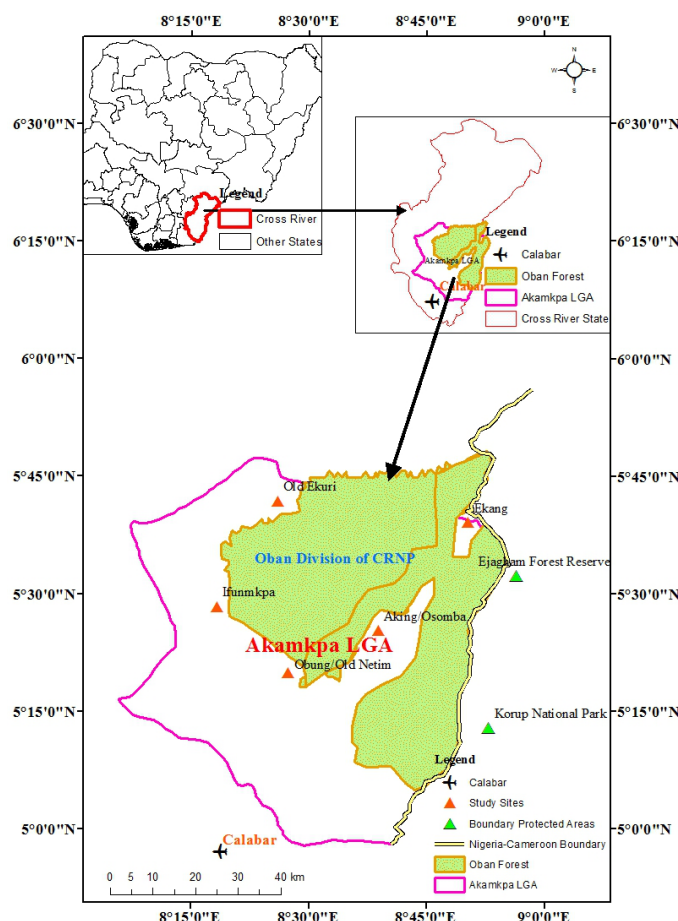 8°15'0"E 8°30'0"E 8°45'0"E 9°0'0"E
N
W E
S
6°30'0"N 6°30'0"N
Legend
Cross River
Other States
Legend
Calabar
Oban Forest
Akamkpa LGA
Cross River State
Akamkpa LGA
Calabar
6°15'0"N 6°15'0"N
6°0'0"N 6°0'0"N
5°45'0"N 5°45'0"N
Old Ekuri
Ekang
Oban Division of CRNP
Ejagham Forest Reserve
5°30'0"N 5°30'0"N
Ifunmkpa
Aking/Osomba
Akamkpa LGA
Obung/Old Netim
5°15'0"N 5°15'0"N
Korup National Park
Legend
Calabar
Study Sites
Boundary Protected Areas
Nigeria-Cameroon Boundary
Oban Forest
Akamkpa LGA
5°0'0"N 5°0'0"N
Calabar
0 5 10 20 30 40 km
8°15'0"E 8°30'0"E 8°45'0"E 9°0'0"E